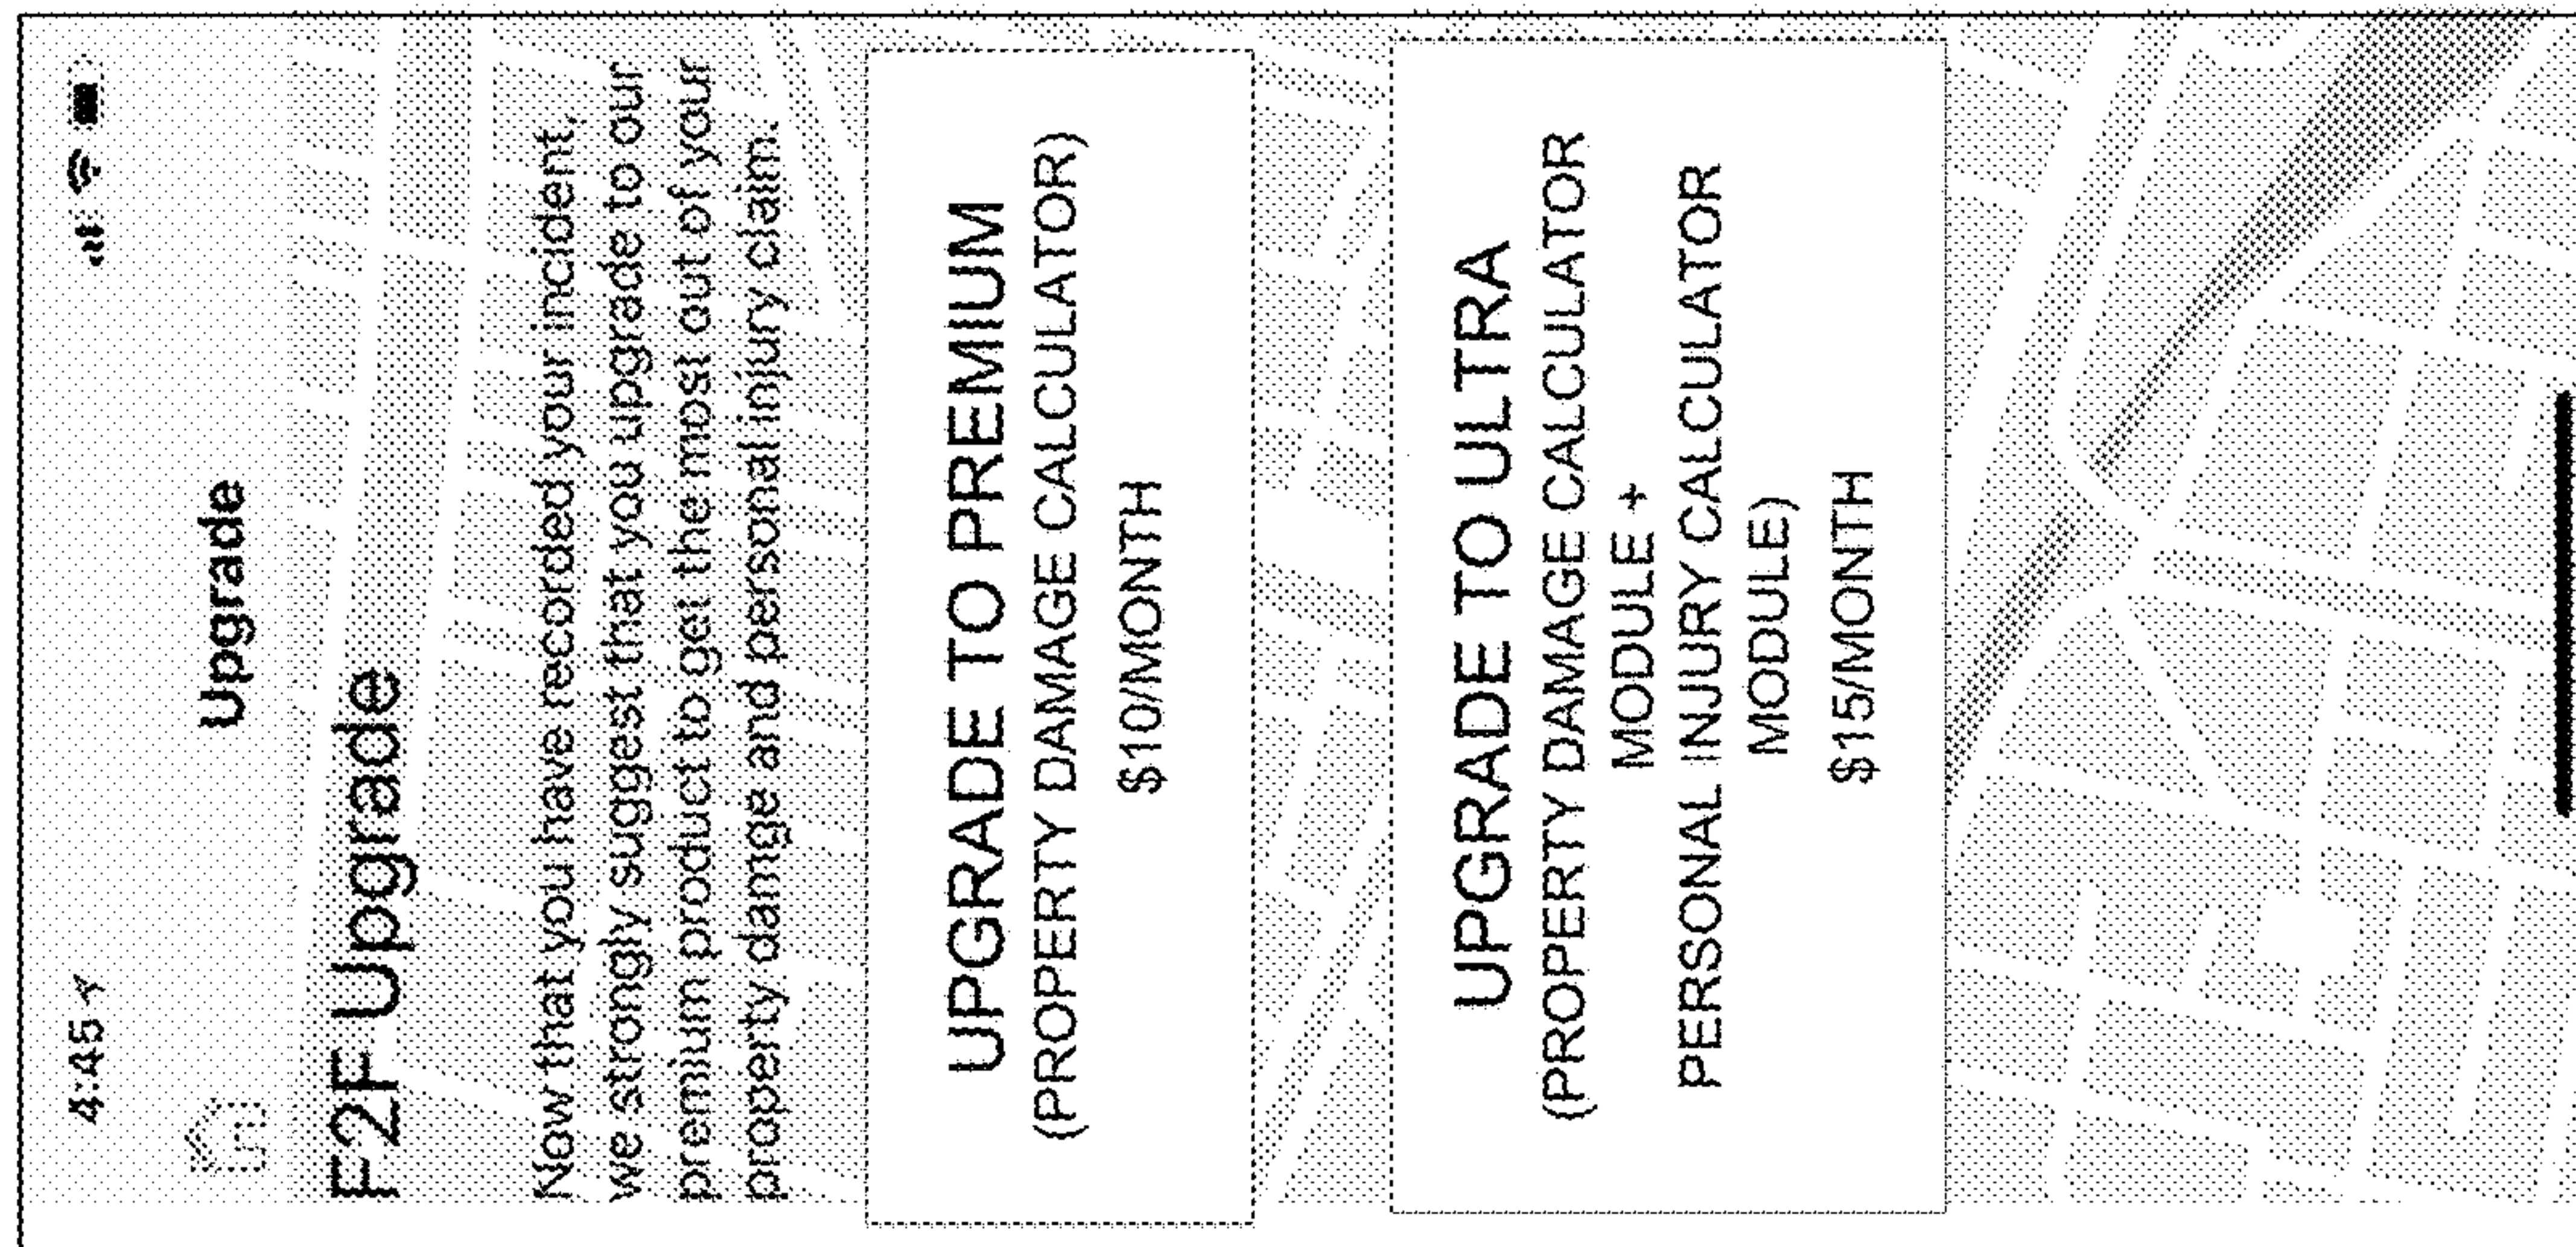 4:45
Upgrade
F2F Upgrade
Now that you have recorded your incident,
we strongly suggest that you upgrade to our
premium product to get the most out of your
property damge and personal injury claim.
UPGRADE TO PREMIUM
(PROPERTY DAMAGE CALCULATOR)
$10/MONTH
UPGRADE TO ULTRA
(PROPERTY DAMAGE CALCULATOR
MODULE +
PERSONAL INJURY CALCULATOR
MODULE)
$15/MONTH